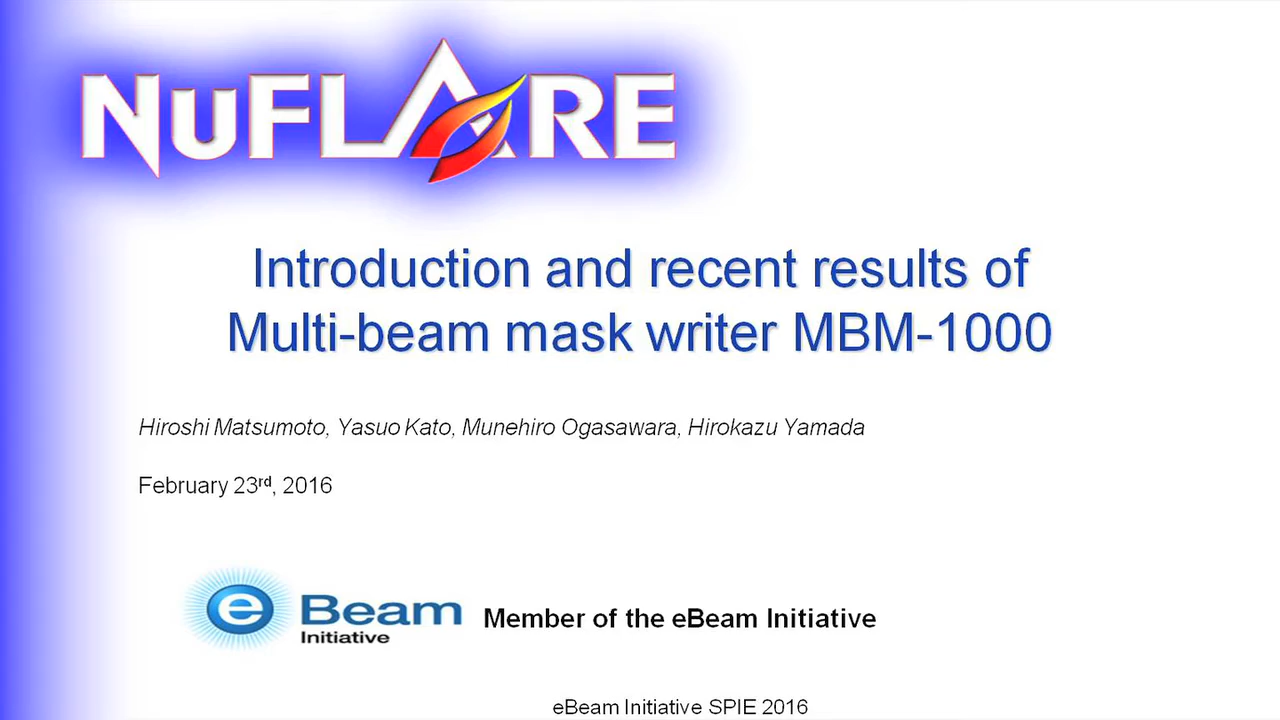 NUFLARE
Introduction and recent results of
Multi-beam mask writer MBM-1000
Hiroshi Matsumoto, Yasuo Kato, Munehiro Ogasawara, Hirokazu Yamada
February 23rd, 2016
e Beam
Initiative
Member of the eBeam Initiative
eBeam Initiative SPIE 2016